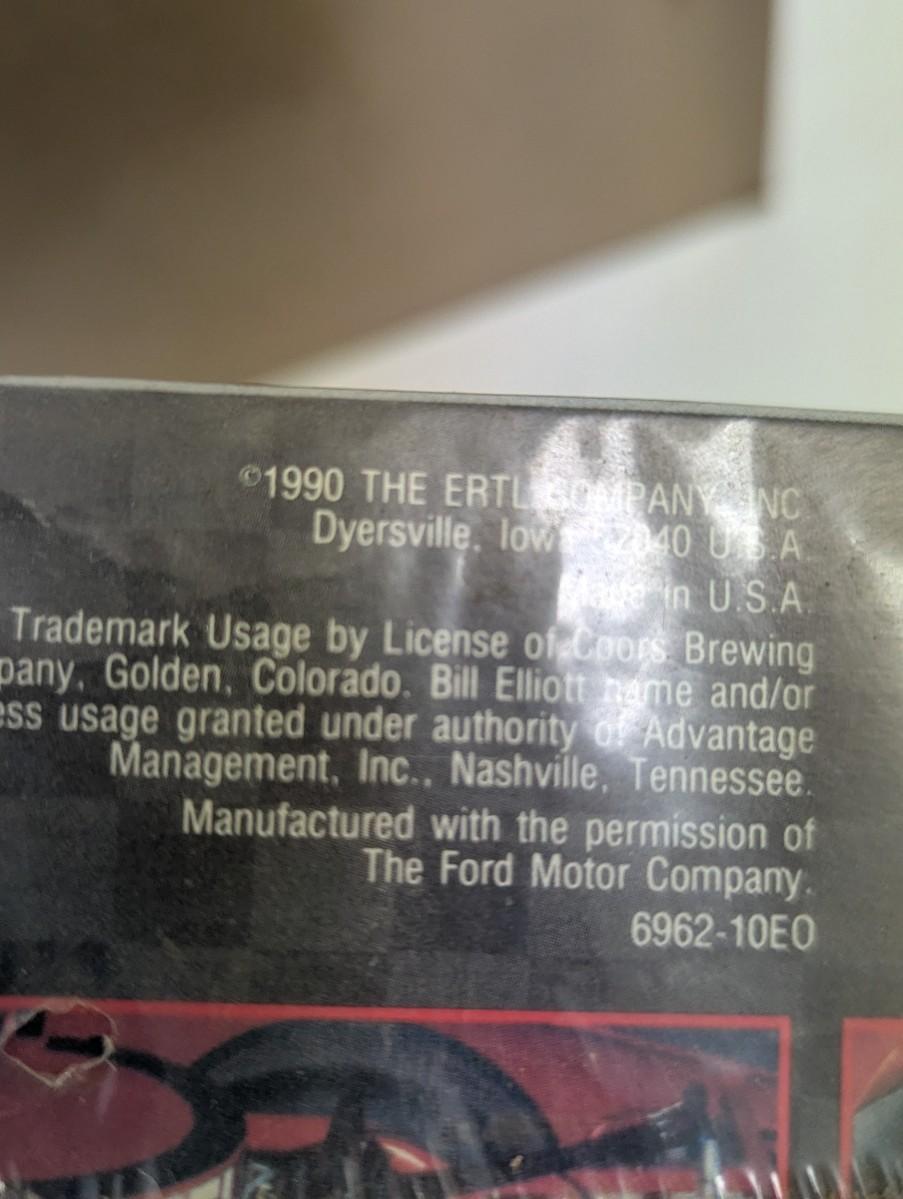 ©1990 THE ERTL COMPANY, INC
Dyersville, Iowa 52040 U.S.A.
Made in U.S.A.
Trademark Usage by License of Coors Brewing
pany, Golden, Colorado. Bill Elliott name and/or
ess usage granted under authority of Advantage
Management, Inc., Nashville, Tennessee.
Manufactured with the permission of
The Ford Motor Company.
6962-10EO